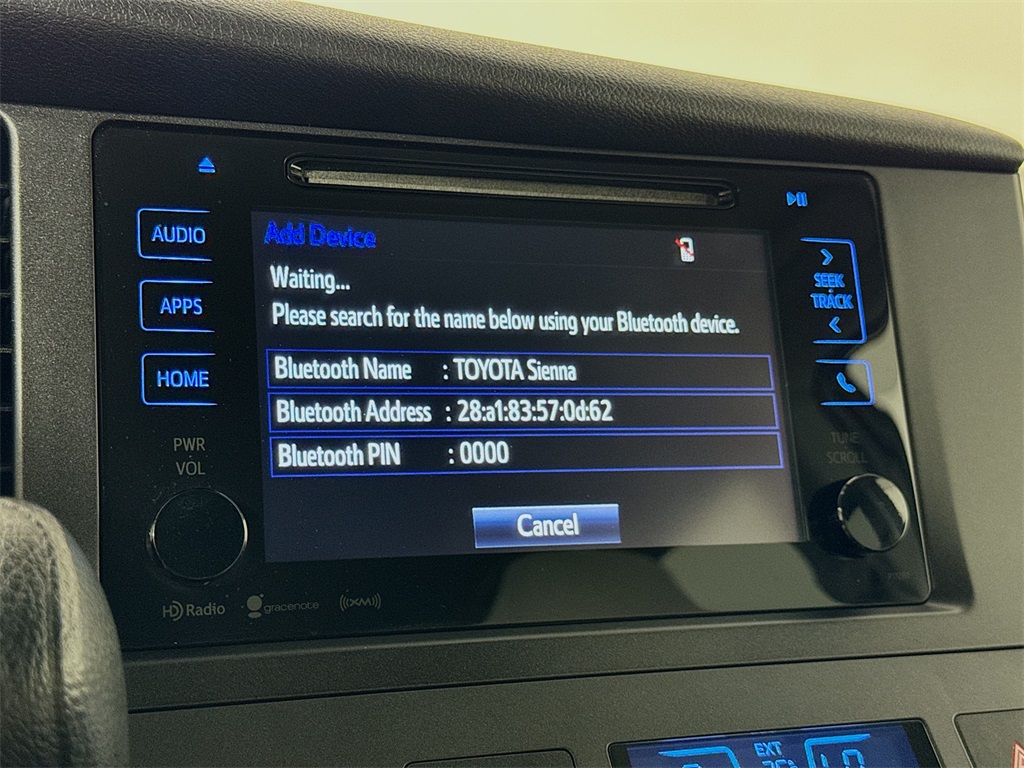 AUDIO
APPS
HOME
PWR
VOL
Add Device
Waiting...
Please search for the name below using your Bluetooth device.
Bluetooth Name : TOYOTA Sienna
Bluetooth Address : 28:a1:83:57:0d:62
Bluetooth PIN : 0000
Cancel
SEEK
TRACK
TUNE
SCROLL
HD Radio
gracenote
((XM))
EXT
LO